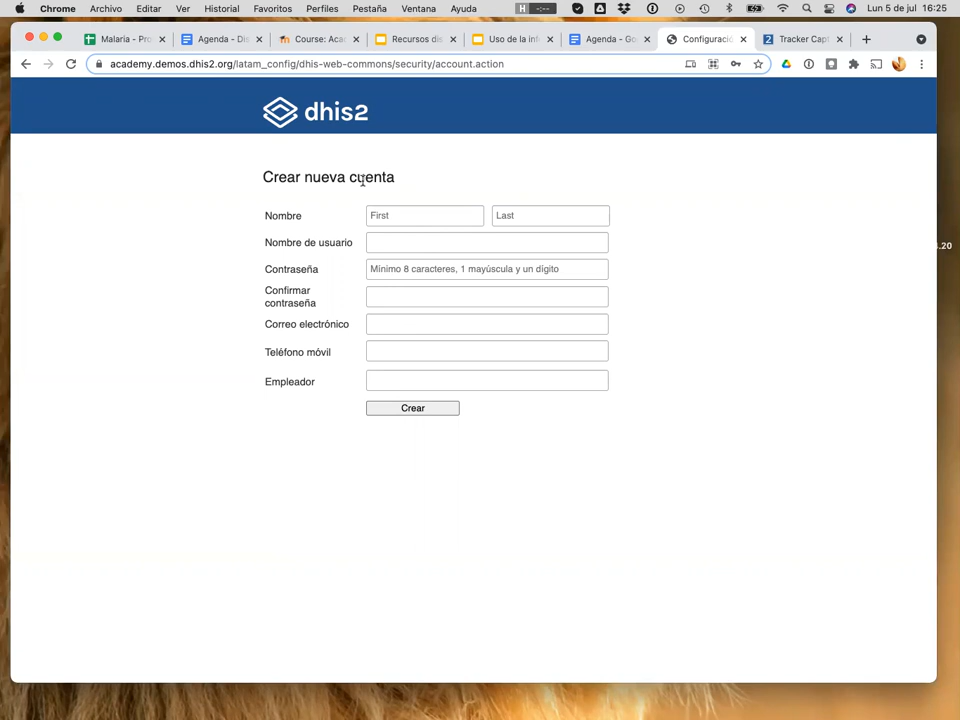 Chrome Archivo Editar Ver Historial Favoritos Perfiles Pestaña Ventana Ayuda H --:-- Lun 5 de jul 16:25
Malaria - Pro Agenda - Dis Course: Aca Recursos dis Uso de la inf Agenda - Go Configuració Tracker Capt
academy.demos.dhis2.org/latam_config/dhis-web-commons/security/account.action
dhis2
Crear nueva cuenta
Nombre First Last
Nombre de usuario
Contraseña Mínimo 8 caracteres, 1 mayúscula y un dígito
Confirmar
contraseña
Correo electrónico
Teléfono móvil
Empleador
Crear